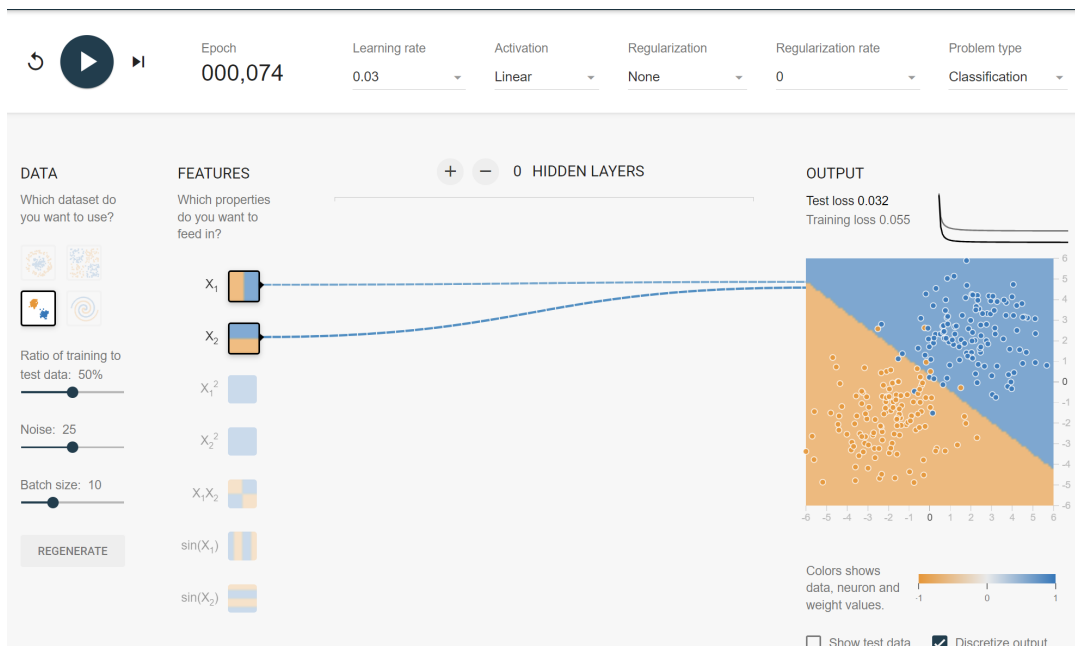 Epoch
000,074
Learning rate
0.03
Activation
Linear
Regularization
None
Regularization rate
0
Problem type
Classification
DATA
Which dataset do
you want to use?
Ratio of training to
test data: 50%
Noise: 25
Batch size: 10
REGENERATE
FEATURES
Which properties
do you want to
feed in?
X1
X2
X1²
X2²
X1X2
sin(X1)
sin(X2)
+ − 0 HIDDEN LAYERS
OUTPUT
Test loss 0.032
Training loss 0.055
6
5
4
3
2
1
0
-1
-2
-3
-4
-5
-6
-6 -5 -4 -3 -2 -1 0 1 2 3 4 5 6
Colors shows
data, neuron and
weight values.
-1 0 1
Show test data
Discretize output